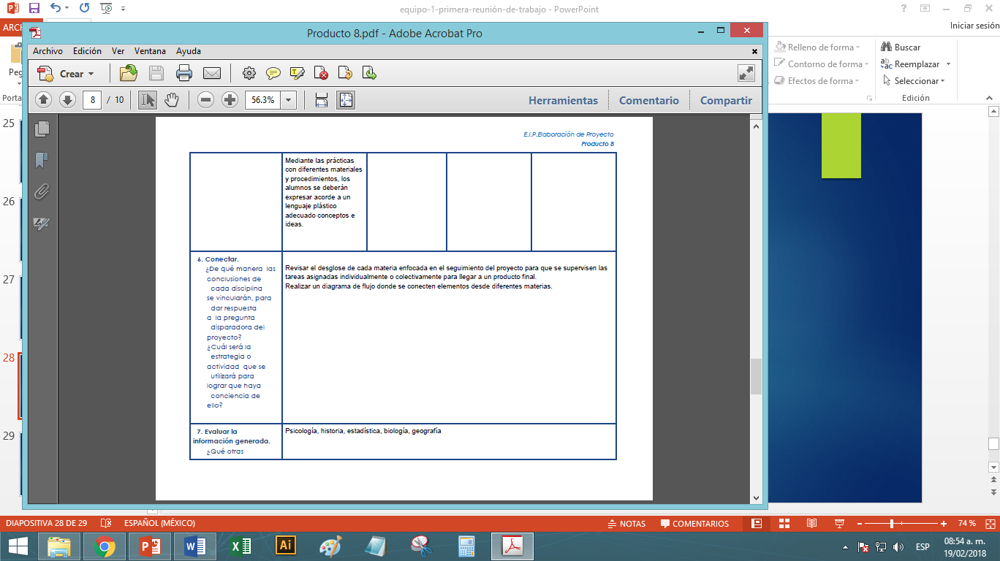 equipo-1-primera-reunión-de-trabajo - PowerPoint
Iniciar sesión
ARCH
Peg
Porta
Relleno de forma
Contorno de forma
Efectos de forma
Buscar
Reemplazar
Seleccionar
Edición
Producto 8.pdf - Adobe Acrobat Pro
Archivo Edición Ver Ventana Ayuda
Crear
8 / 10 56.3%
Herramientas Comentario Compartir
25
26
27
28
29
E.I.P.Elaboración de Proyecto
Producto 8
Mediante las prácticas
con diferentes materiales
y procedimientos, los
alumnos se deberán
expresar acorde a un
lenguaje plástico
adecuado conceptos e
ideas.
6. Conectar.
¿De qué manera las
conclusiones de
cada disciplina
se vincularán, para
dar respuesta
a la pregunta
disparadora del
proyecto?
¿Cuál será la
estrategia o
actividad que se
utilizará para
lograr que haya
conciencia de
ello?
Revisar el desglose de cada materia enfocada en el seguimiento del proyecto para que se supervisen las
tareas asignadas individualmente o colectivamente para llegar a un producto final.
Realizar un diagrama de flujo donde se conecten elementos desde diferentes materias.
7. Evaluar la
información generada.
¿Qué otras
Psicología, historia, estadística, biología, geografía
DIAPOSITIVA 28 DE 29 ESPAÑOL (MÉXICO) NOTAS COMENTARIOS 74 %
ESP
08:54 a. m.
19/02/2018